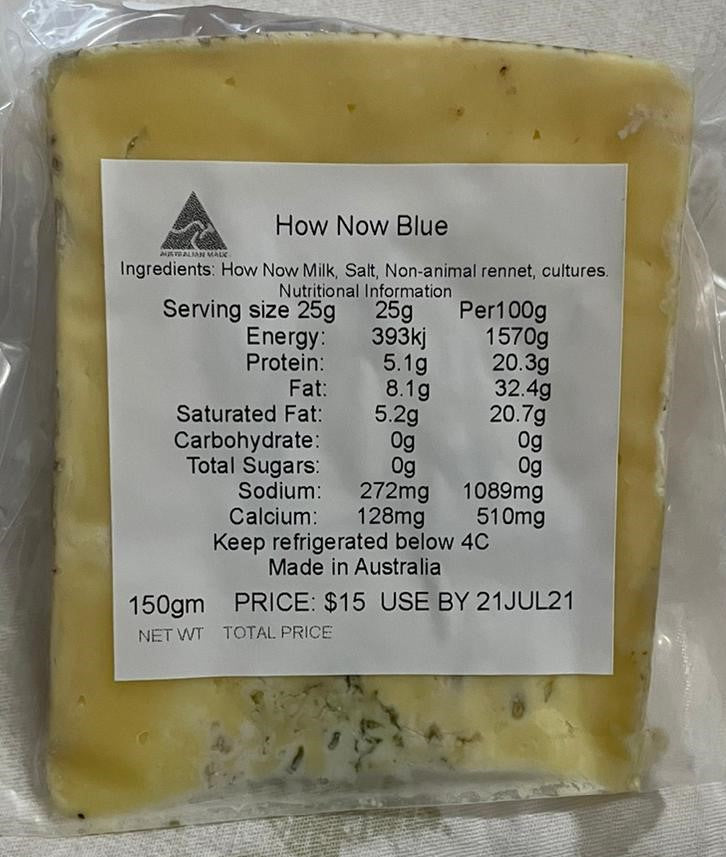 How Now Blue
AUSTRALIAN MADE
Ingredients: How Now Milk, Salt, Non-animal rennet, cultures.
Nutritional Information
Serving size 25g 25g Per100g
Energy: 393kj 1570g
Protein: 5.1g 20.3g
Fat: 8.1g 32.4g
Saturated Fat: 5.2g 20.7g
Carbohydrate: 0g 0g
Total Sugars: 0g 0g
Sodium: 272mg 1089mg
Calcium: 128mg 510mg
Keep refrigerated below 4C
Made in Australia
150gm PRICE: $15 USE BY 21JUL21
NET WT TOTAL PRICE